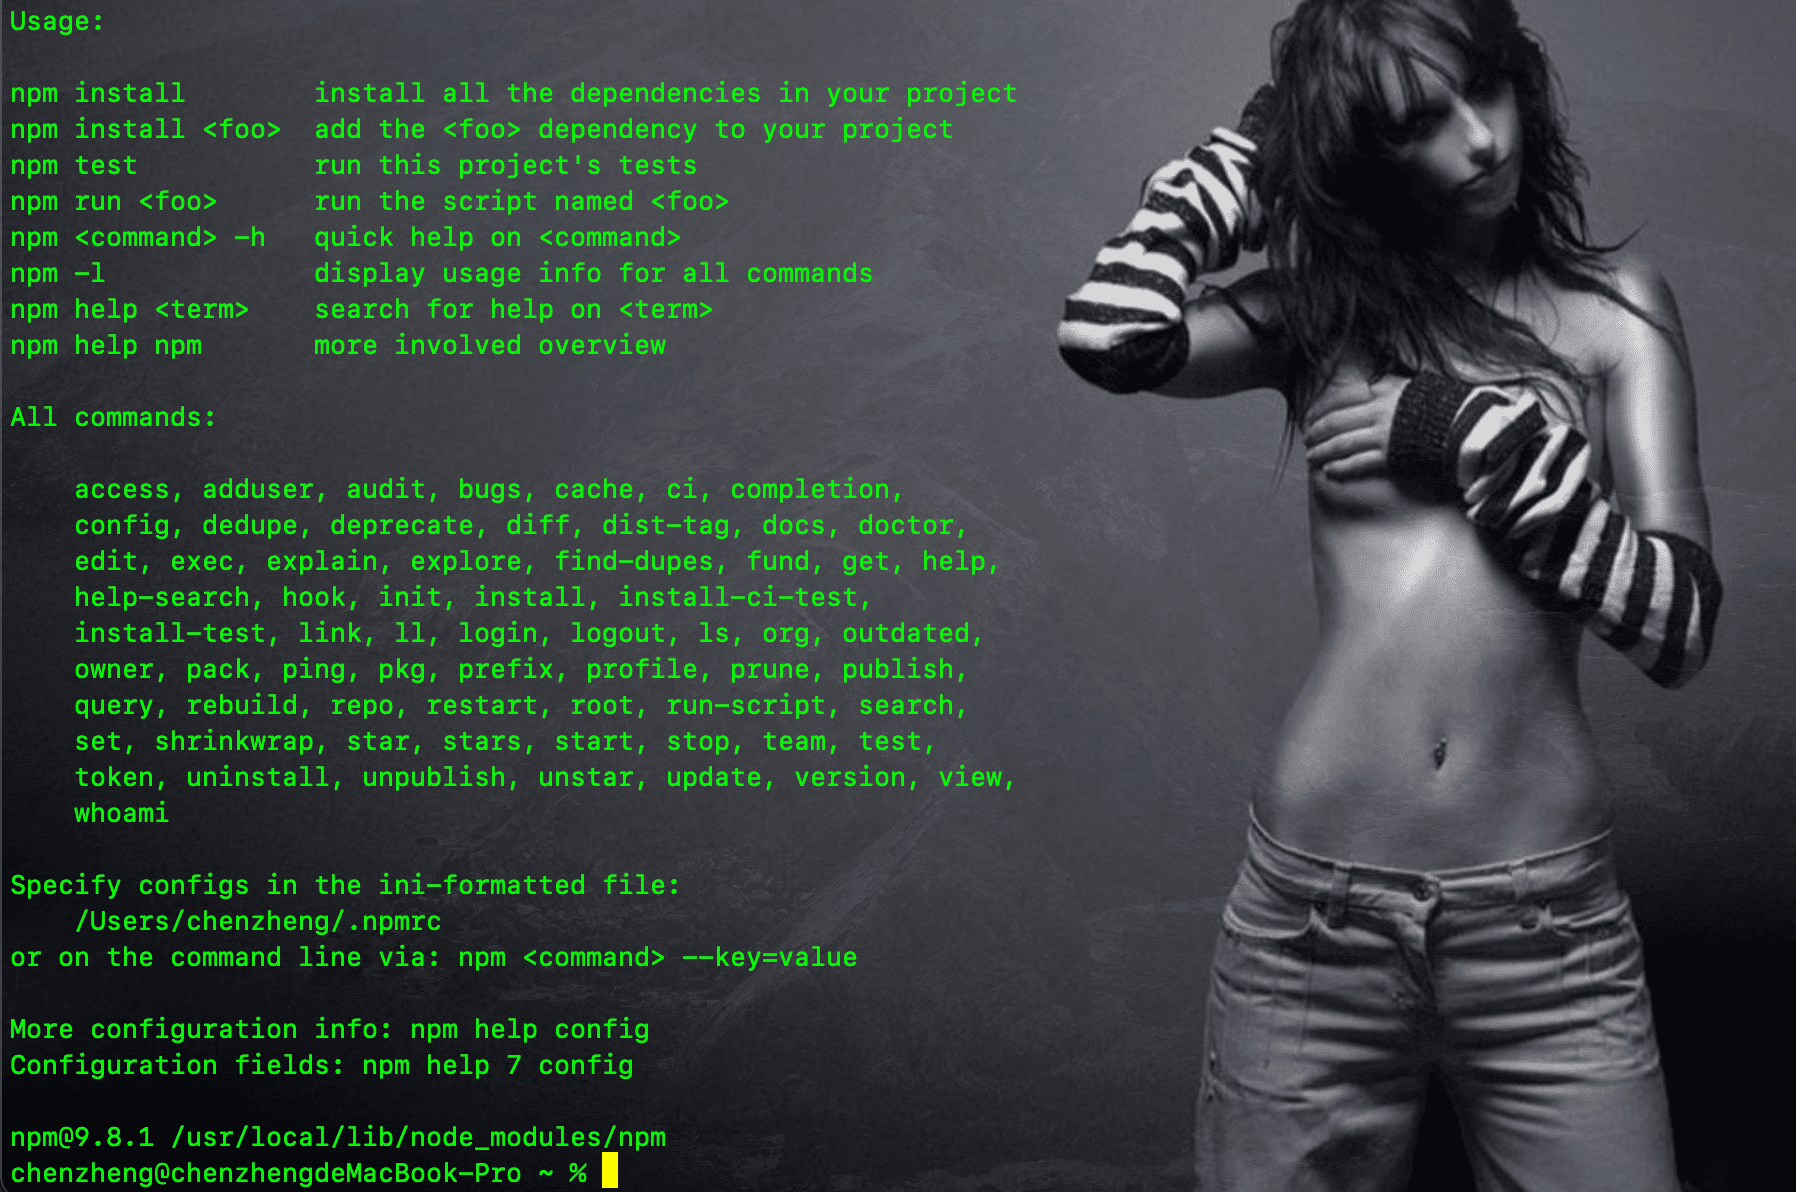 Usage:
npm install install all the dependencies in your project
npm install <foo> add the <foo> dependency to your project
npm test run this project's tests
npm run <foo> run the script named <foo>
npm <command> -h quick help on <command>
npm -l display usage info for all commands
npm help <term> search for help on <term>
npm help npm more involved overview
All commands:
access, adduser, audit, bugs, cache, ci, completion,
config, dedupe, deprecate, diff, dist-tag, docs, doctor,
edit, exec, explain, explore, find-dupes, fund, get, help,
help-search, hook, init, install, install-ci-test,
install-test, link, ll, login, logout, ls, org, outdated,
owner, pack, ping, pkg, prefix, profile, prune, publish,
query, rebuild, repo, restart, root, run-script, search,
set, shrinkwrap, star, stars, start, stop, team, test,
token, uninstall, unpublish, unstar, update, version, view,
whoami
Specify configs in the ini-formatted file:
/Users/chenzheng/.npmrc
or on the command line via: npm <command> --key=value
More configuration info: npm help config
Configuration fields: npm help 7 config
npm@9.8.1 /usr/local/lib/node_modules/npm
chenzheng@chenzhengdeMacBook-Pro ~ %